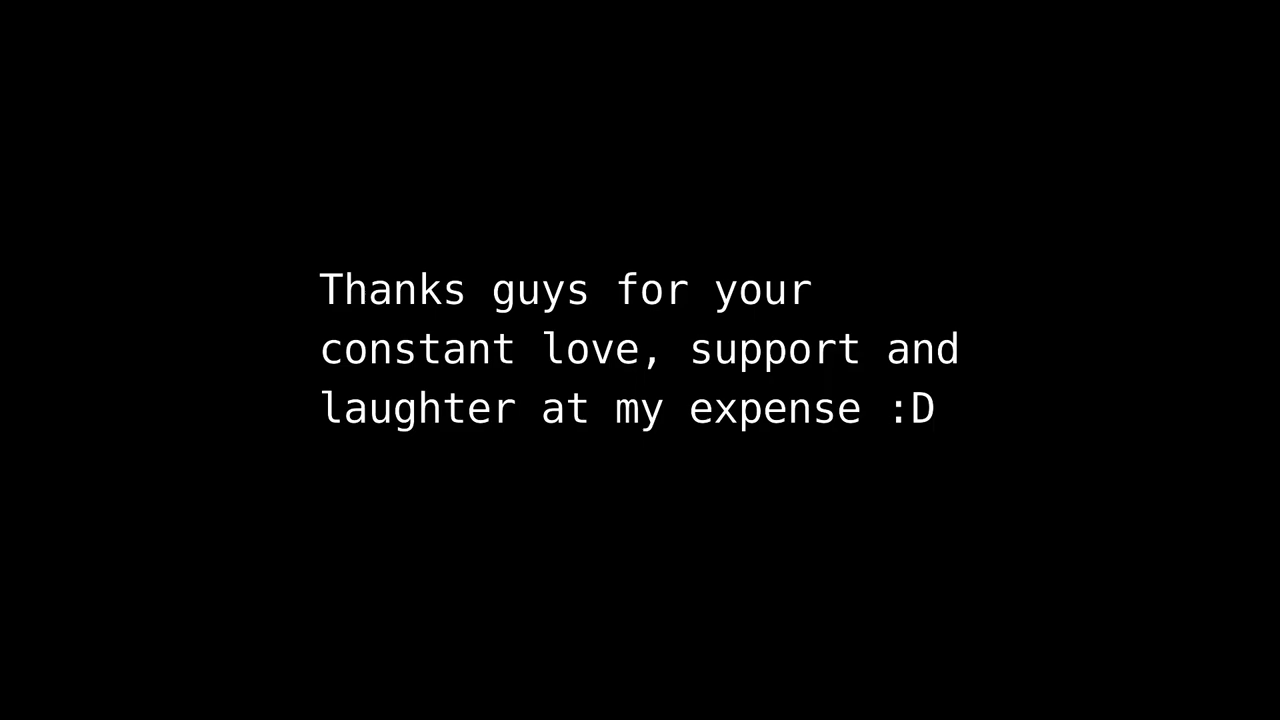 Thanks guys for your
constant love, support and
laughter at my expense :D